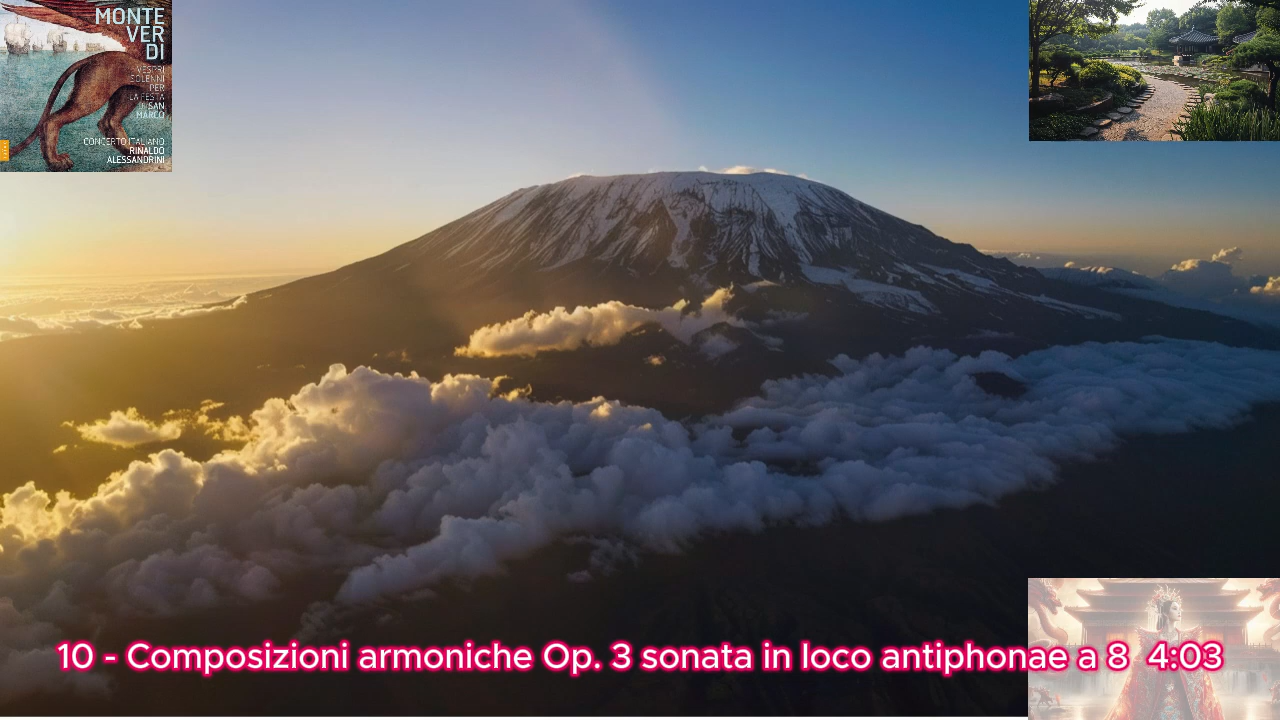 MONTE
VER
DI
VESPRI
SOLENNI
PER
LA FESTA
DI SAN
MARCO
CONCERTO ITALIANO
RINALDO
ALESSANDRINI
10 - Composizioni armoniche Op. 3 sonata in loco antiphonae a 8 4:03